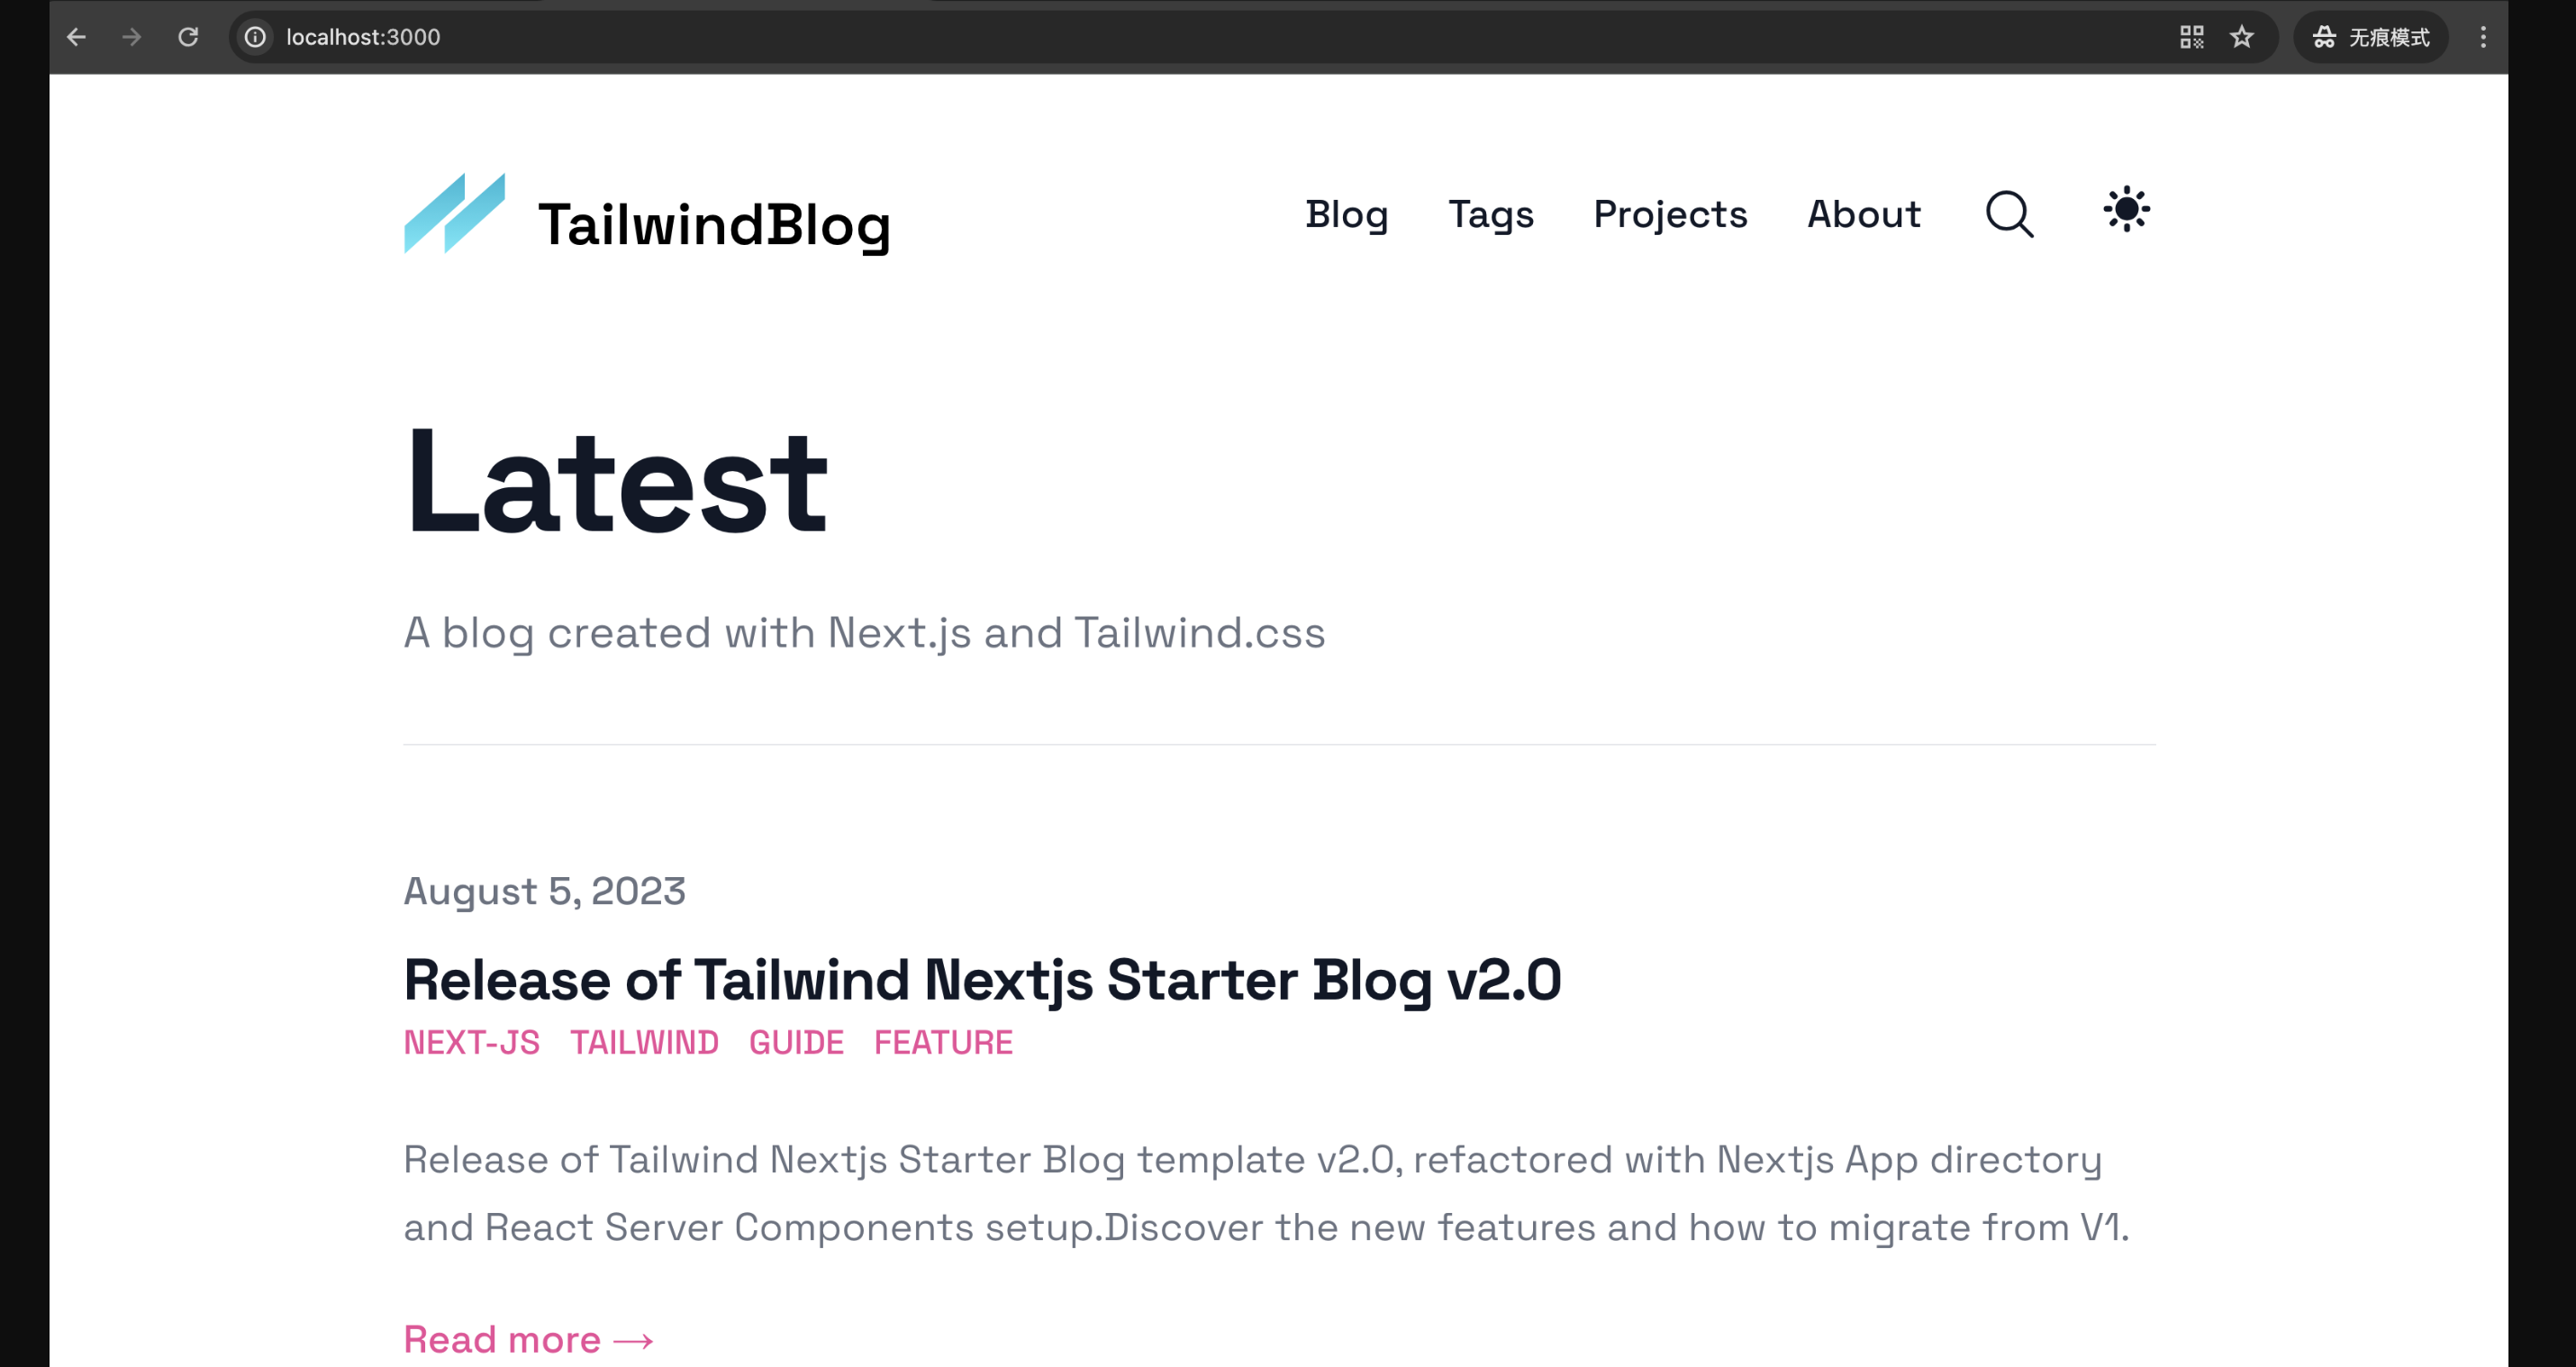 localhost:3000
无痕模式
TailwindBlog
Blog Tags Projects About
Latest
A blog created with Next.js and Tailwind.css
August 5, 2023
Release of Tailwind Nextjs Starter Blog v2.0
NEXT-JS TAILWIND GUIDE FEATURE
Release of Tailwind Nextjs Starter Blog template v2.0, refactored with Nextjs App directory
and React Server Components setup.Discover the new features and how to migrate from V1.
Read more →